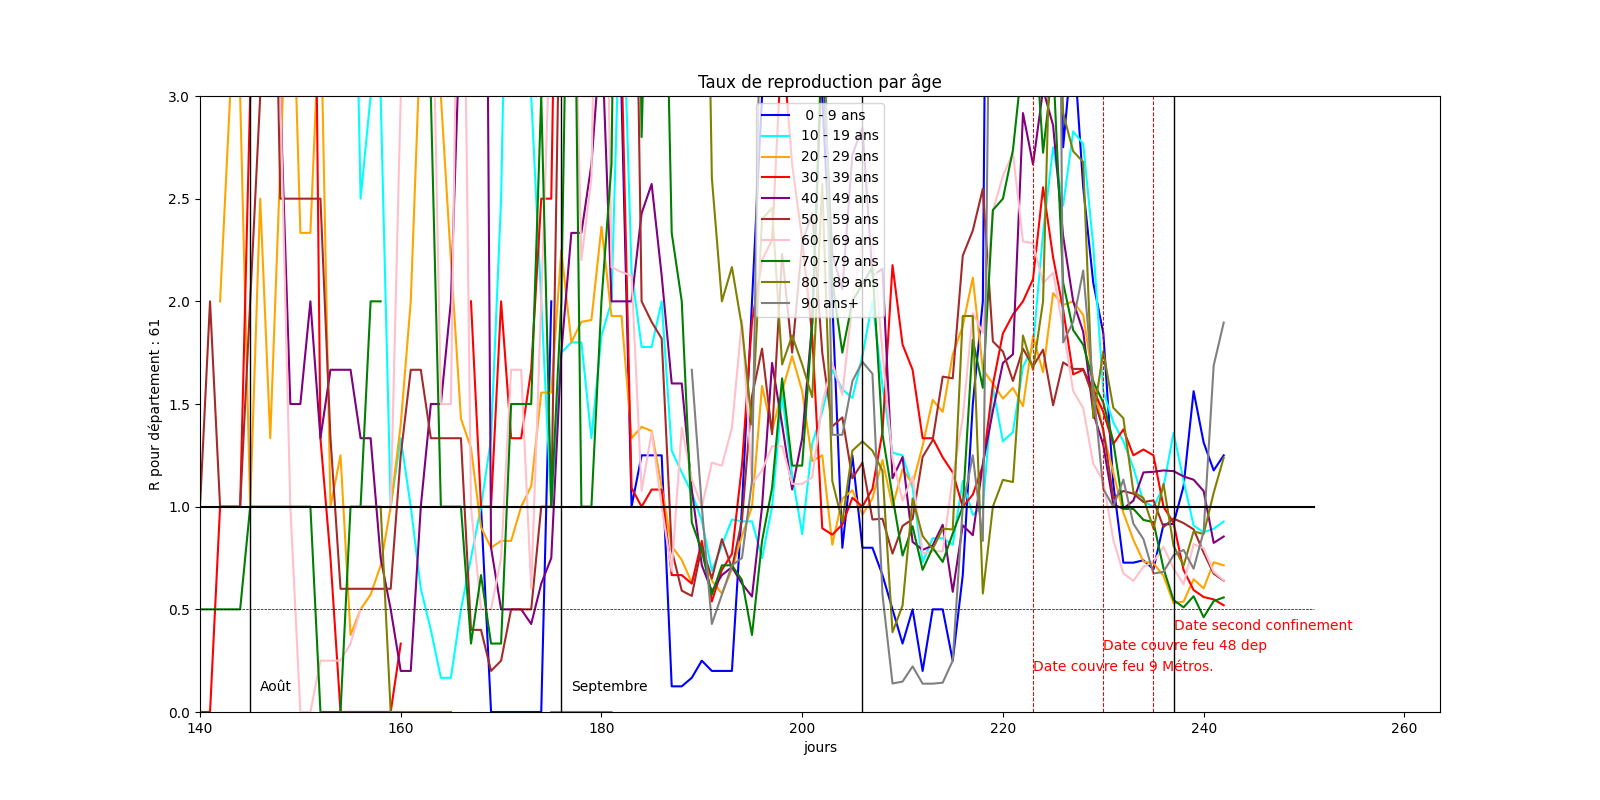 Taux de reproduction par âge
R pour département : 61
3.0
2.5
2.0
1.5
1.0
0.5
0.0
0 - 9 ans
10 - 19 ans
20 - 29 ans
30 - 39 ans
40 - 49 ans
50 - 59 ans
60 - 69 ans
70 - 79 ans
80 - 89 ans
90 ans+
Date second confinement
Date couvre feu 48 dep
Date couvre feu 9 Métros.
Août
Septembre
140
160
180
200
220
240
260
jours